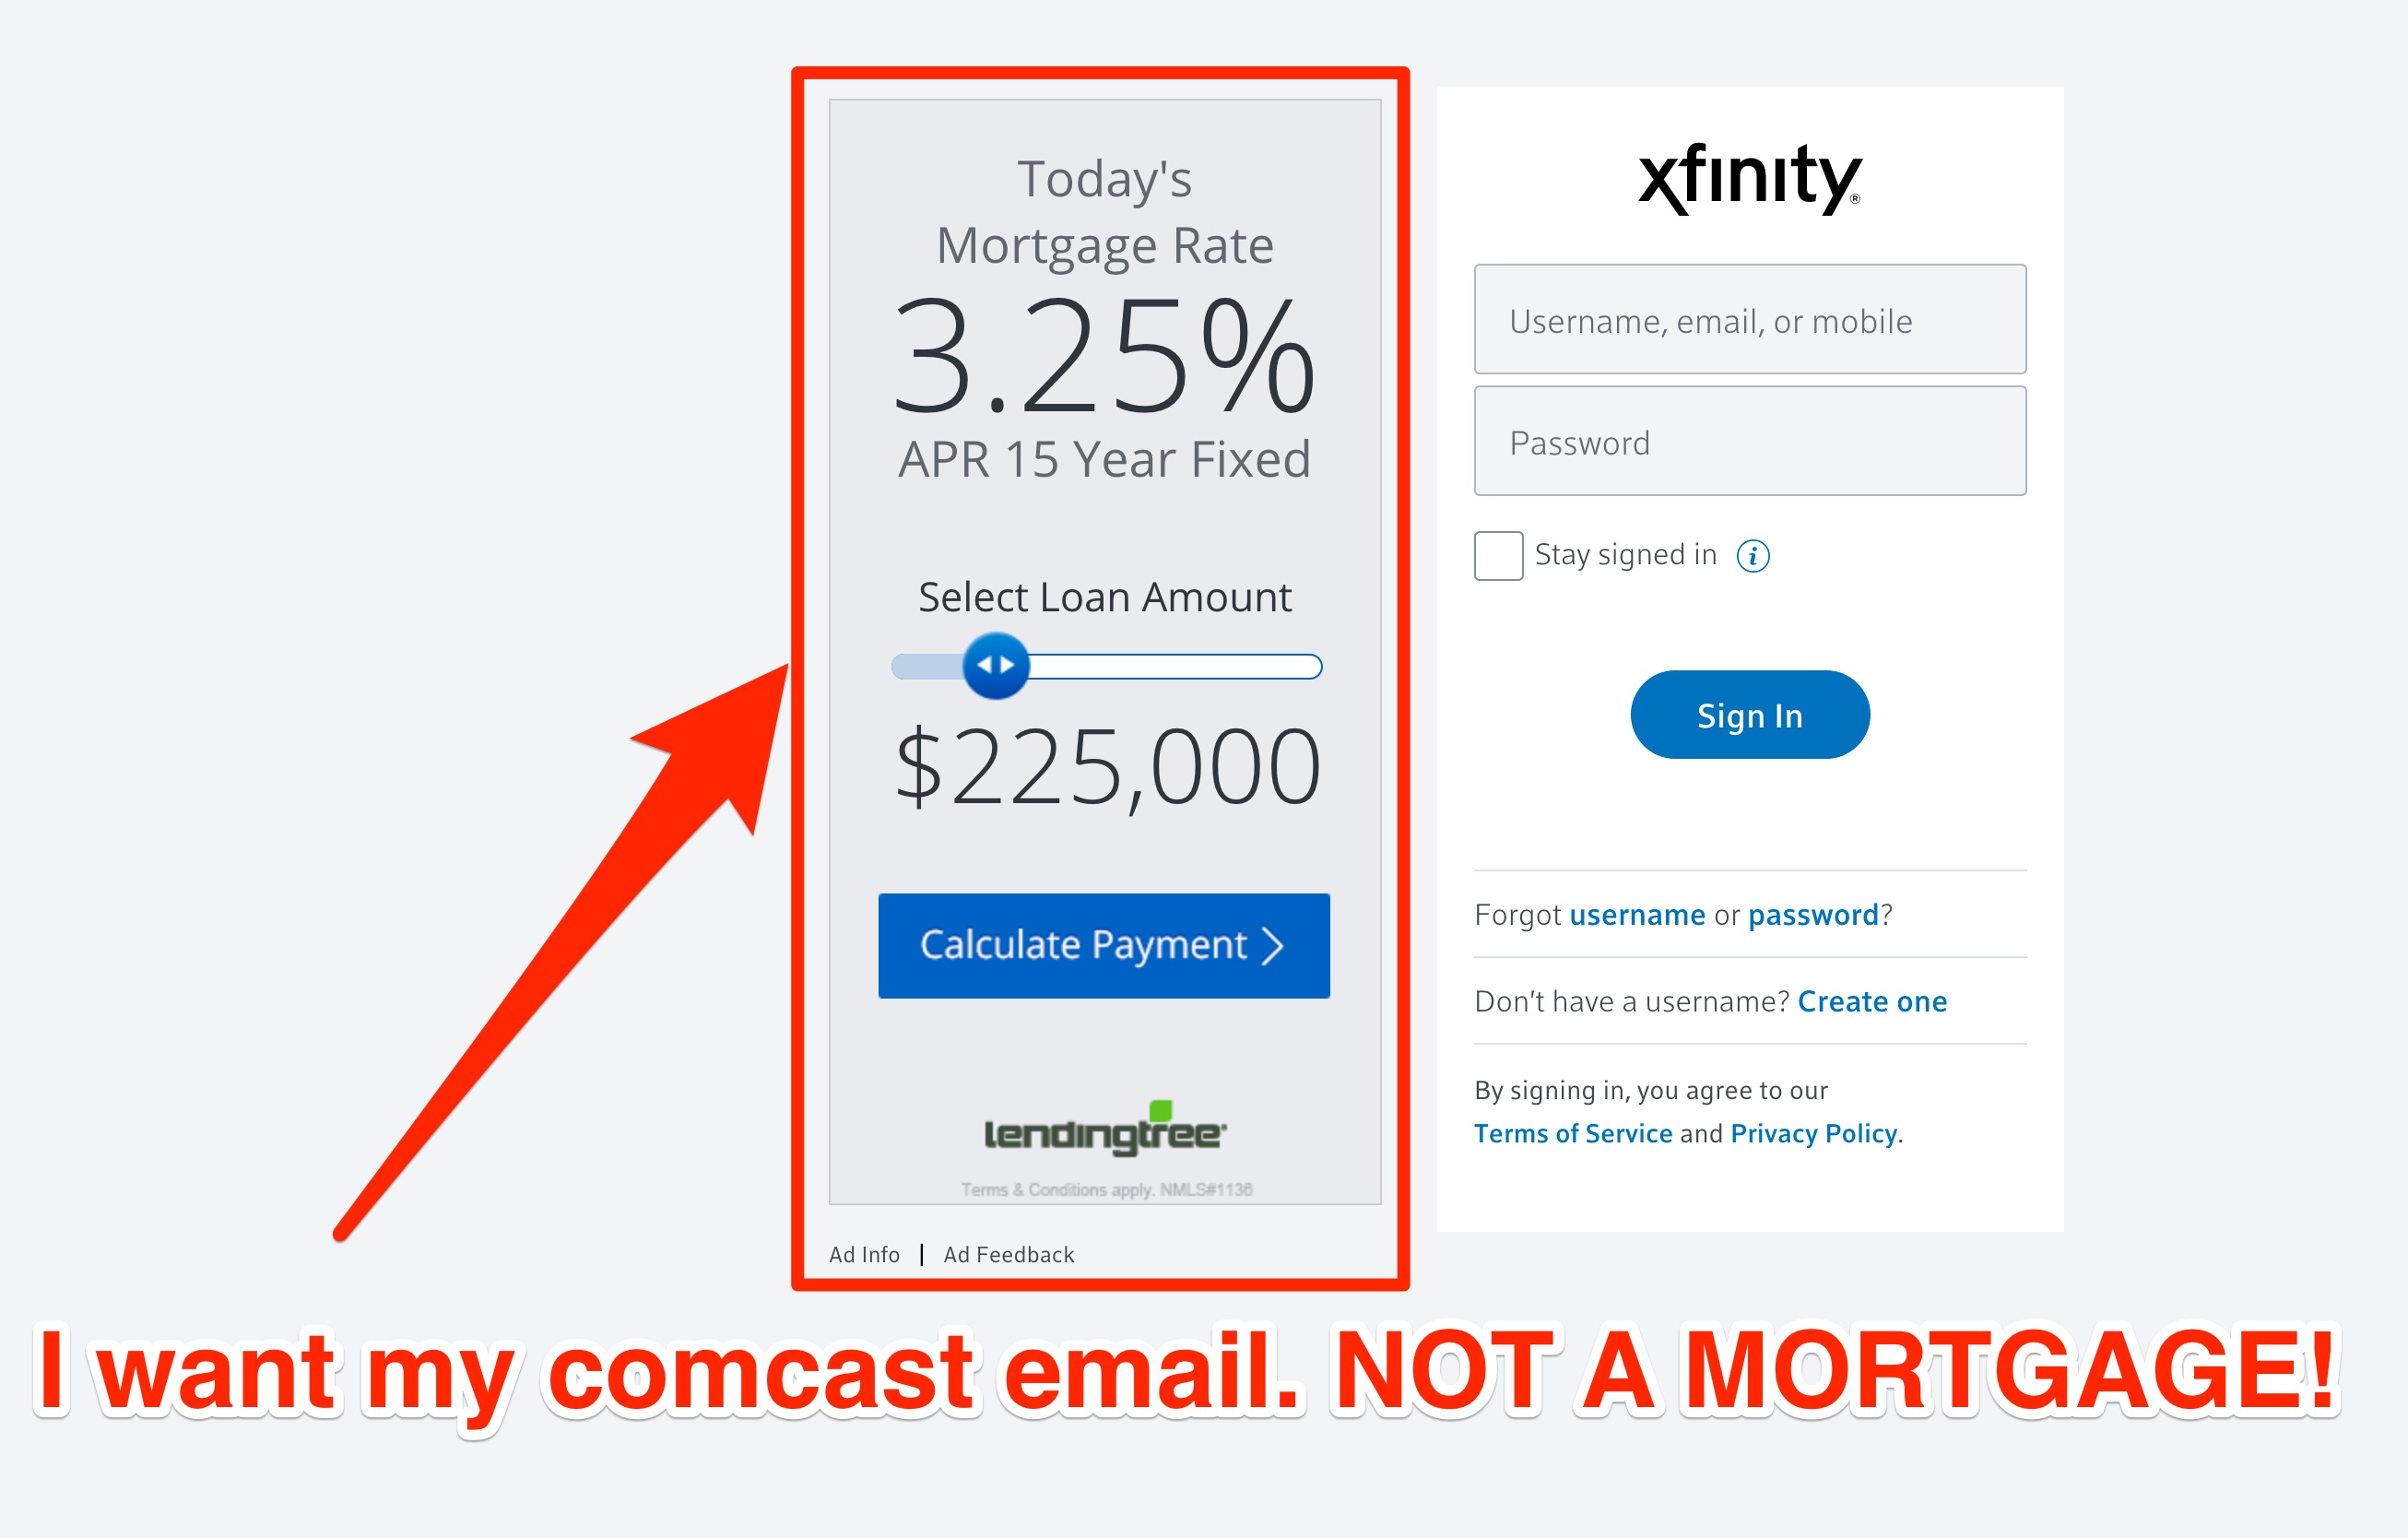 Today's
Mortgage Rate
3.25%
APR 15 Year Fixed
Select Loan Amount
$225,000
Calculate Payment >
lendingtree
Terms & Conditions apply. NMLS#1136
Ad Info | Ad Feedback
xfinity®
Username, email, or mobile
Password
Stay signed in i
Sign In
Forgot username or password?
Don't have a username? Create one
By signing in, you agree to our
Terms of Service and Privacy Policy.
I want my comcast email. NOT A MORTGAGE!